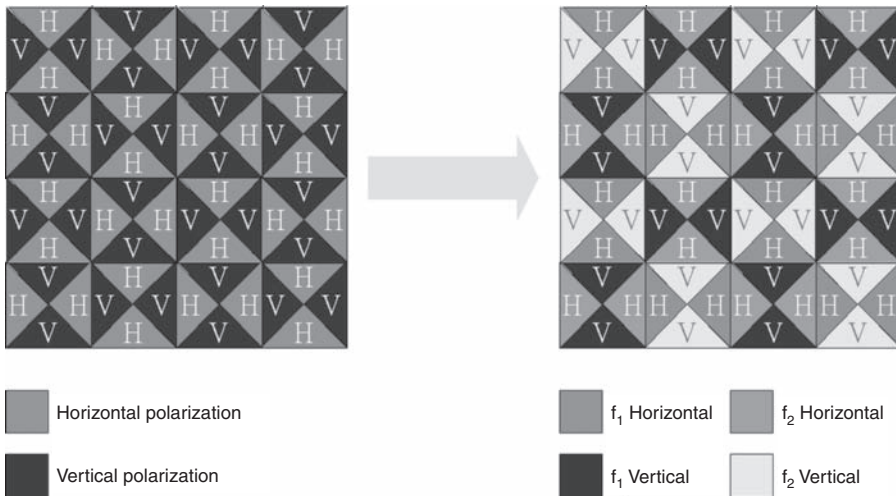 H V H V
V V H H V V H H
H V H V
V H V H
H H V V H H V V
V H V H
H V H V
V V H H V V H H
H V H V
V H V H
H H V V H H V V
V H V H
H H H H
V V V V V V V V
H H H H
V V V V
H H H H H H H H
V V V V
H H H H
V V V V V V V V
H H H H
V V V V
H H H H H H H H
V V V V
Horizontal polarization
Vertical polarization
f₁ Horizontal
f₂ Horizontal
f₁ Vertical
f₂ Vertical